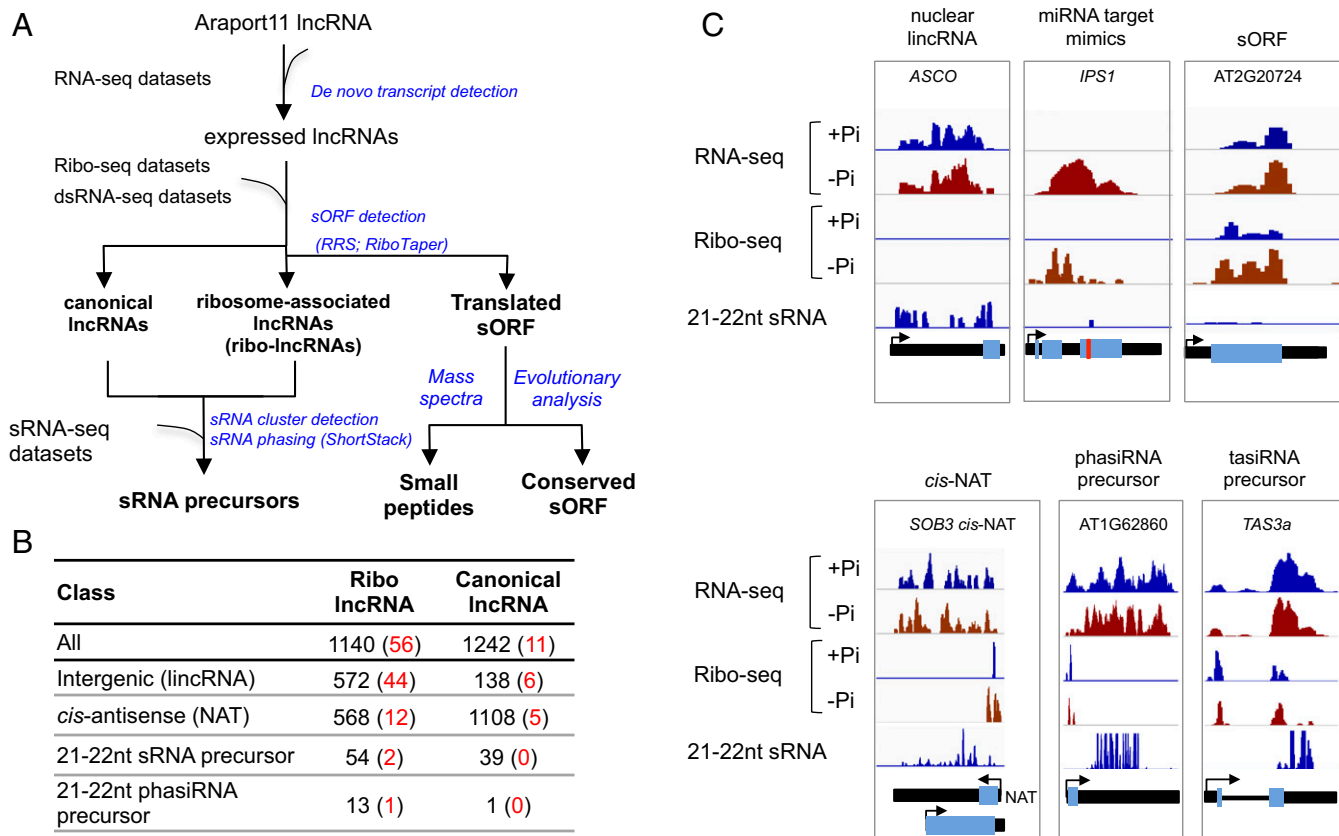 A
Araport11 lncRNA
RNA-seq datasets
De novo transcript detection
expressed lncRNAs
Ribo-seq datasets
dsRNA-seq datasets
sORF detection
(RRS; RiboTaper)
canonical
lncRNAs
ribosome-associated
lncRNAs
(ribo-lncRNAs)
Translated
sORF
Mass
spectra
Evolutionary
analysis
sRNA-seq
datasets
sRNA cluster detection
sRNA phasing (ShortStack)
sRNA precursors
Small
peptides
Conserved
sORF
B
Class Ribo lncRNA Canonical lncRNA
All 1140 (56) 1242 (11)
Intergenic (lincRNA) 572 (44) 138 (6)
cis-antisense (NAT) 568 (12) 1108 (5)
21-22nt sRNA precursor 54 (2) 39 (0)
21-22nt phasiRNA precursor 13 (1) 1 (0)
C
nuclear
lincRNA
miRNA target
mimics
sORF
ASCO
IPS1
AT2G20724
RNA-seq
+Pi
-Pi
Ribo-seq
+Pi
-Pi
21-22nt sRNA
cis-NAT
phasiRNA
precursor
tasiRNA
precursor
SOB3 cis-NAT
AT1G62860
TAS3a
RNA-seq
+Pi
-Pi
Ribo-seq
+Pi
-Pi
21-22nt sRNA
NAT